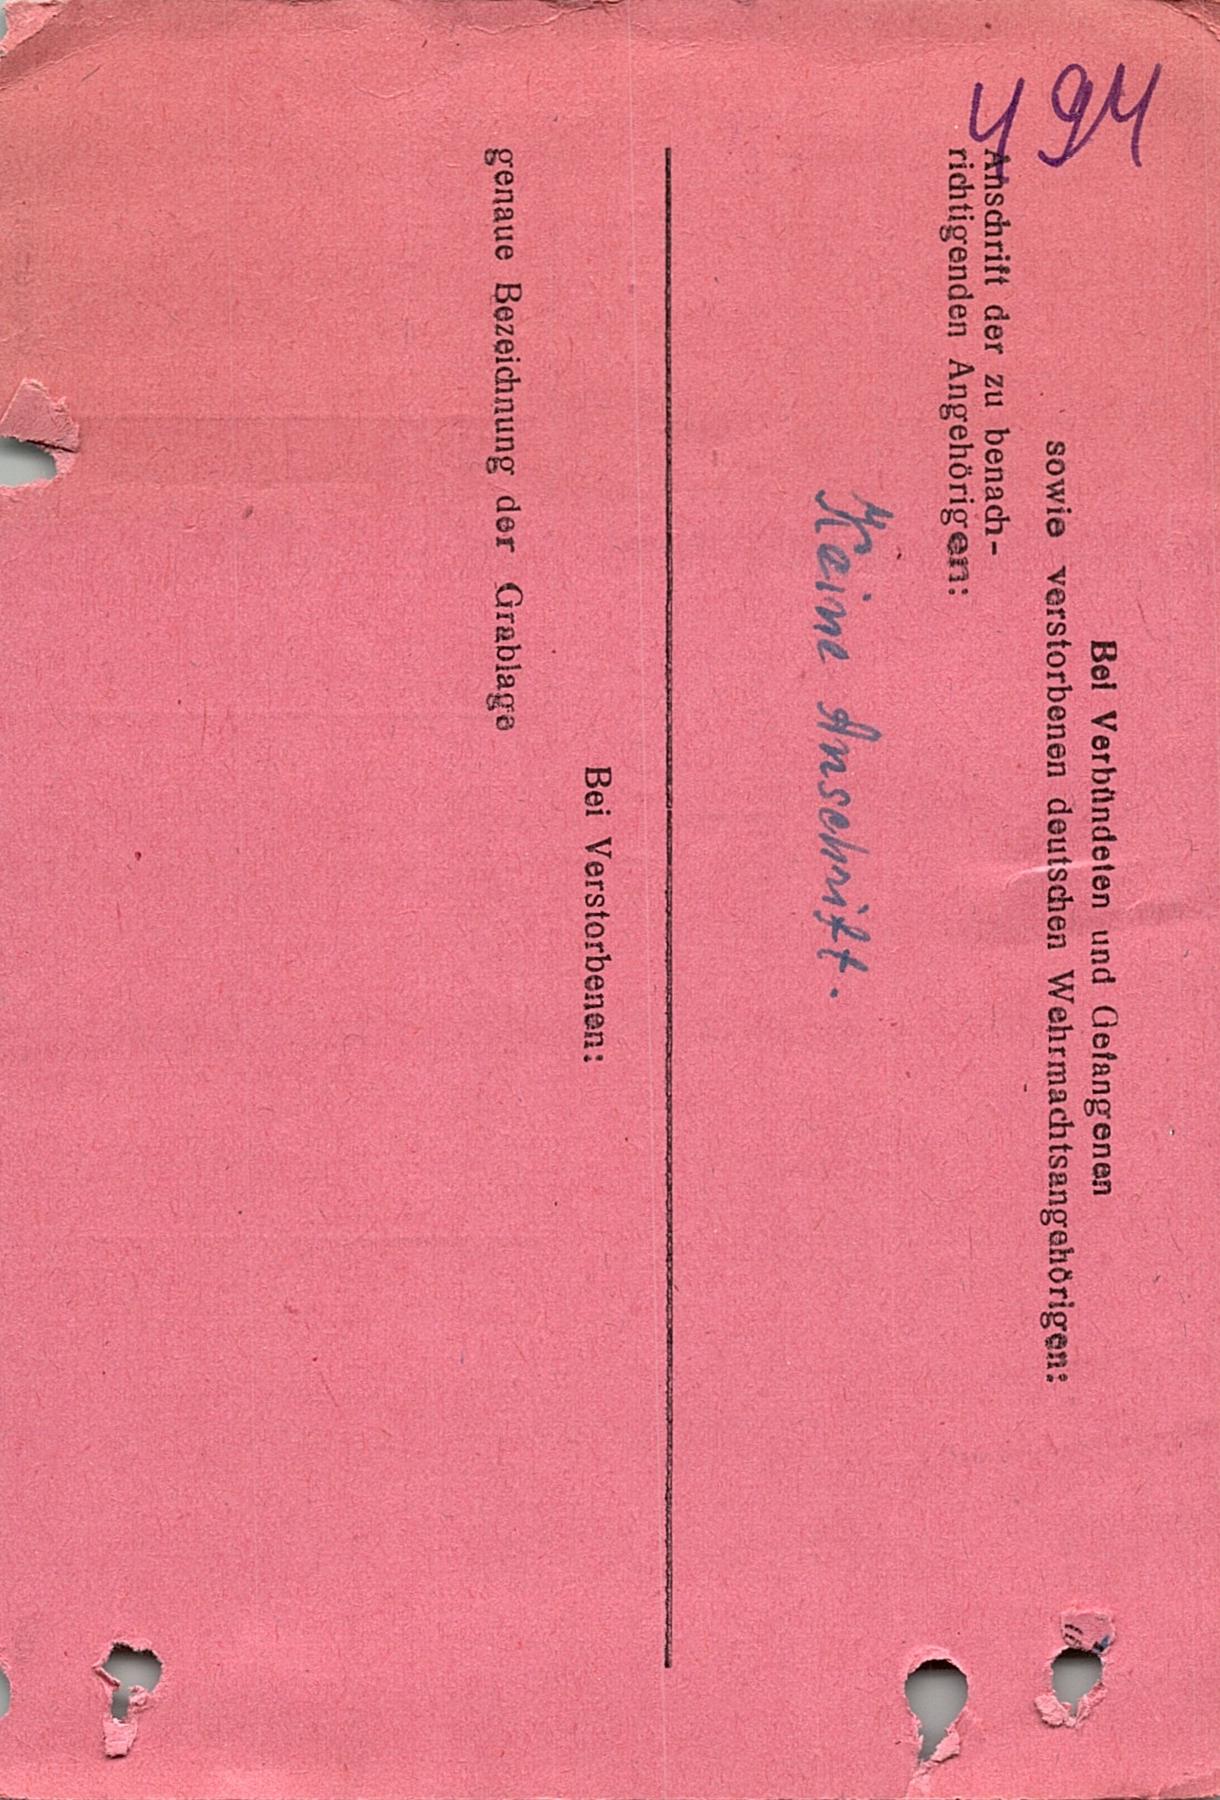 Bei Verbündeten und Gefangenen
sowie verstorbenen deutschen Wehrmachtsangehörigen:
Anschrift der zu benach-
richtigenden Angehörigen:
Keine Anschrift.
Bei Verstorbenen:
genaue Bezeichnung der Grablage